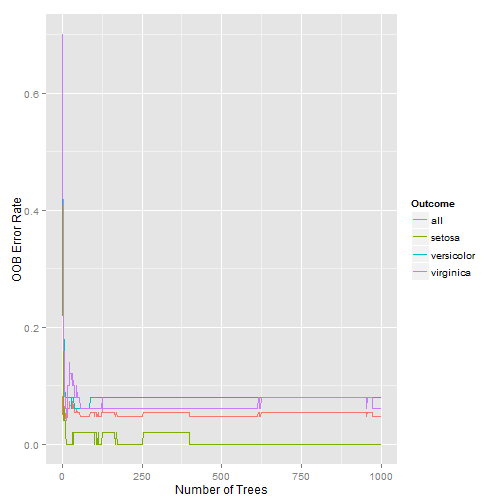 0.6
0.4
0.2
0.0
OOB Error Rate
0
250
500
750
1000
Number of Trees
Outcome
all
setosa
versicolor
virginica